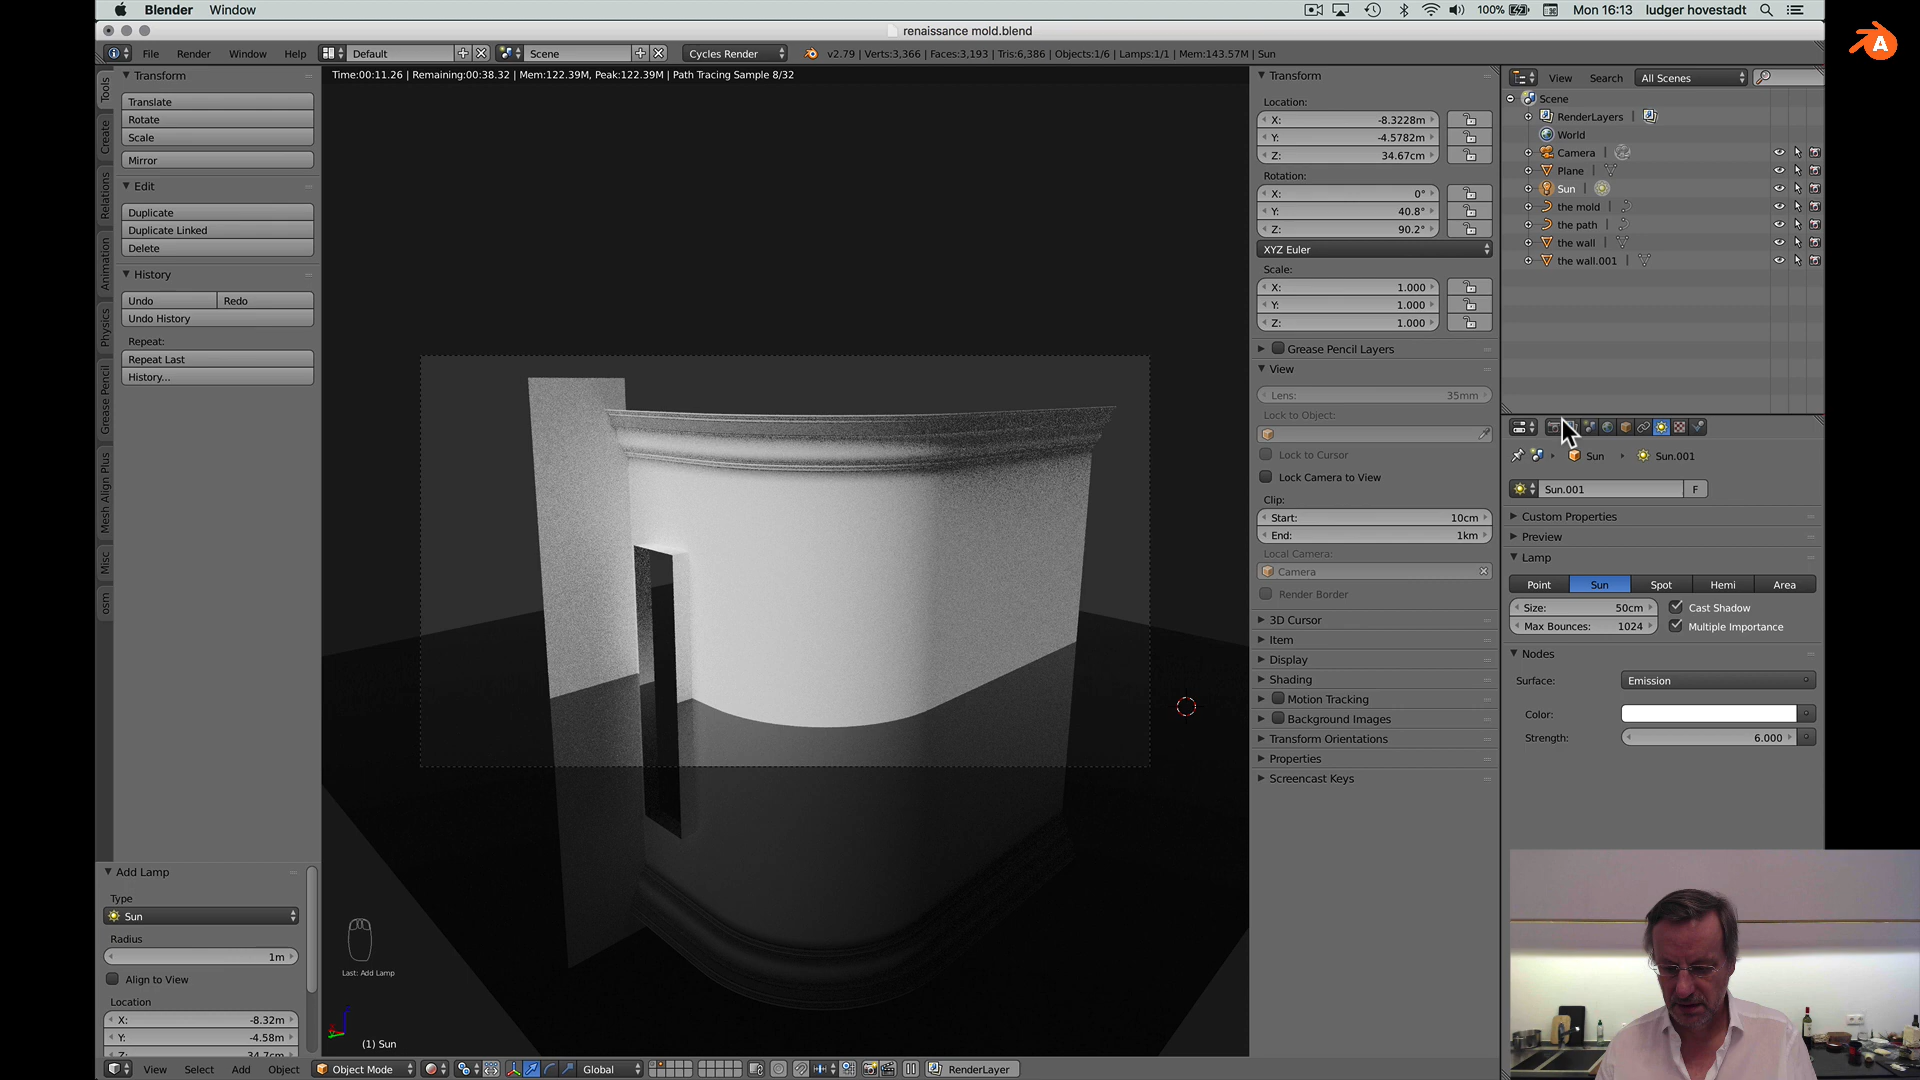 Blender Window 100% Mon 16:13 ludger hovestadt
renaissance mold.blend
File Render Window Help Default Scene Cycles Render v2.79 | Verts:3,366 | Faces:3,193 | Tris:6,386 | Objects:1/6 | Lamps:1/1 | Mem:143.57M | Sun
Time:00:11.26 | Remaining:00:38.32 | Mem:122.39M, Peak:122.39M | Path Tracing Sample 8/32
Tools
Create
Relations
Animation
Physics
Grease Pencil
Mesh Align Plus
Misc
osm
Transform
Translate
Rotate
Scale
Mirror
Edit
Duplicate
Duplicate Linked
Delete
History
Undo Redo
Undo History
Repeat:
Repeat Last
History...
Add Lamp
Type
Sun
Radius
1m
Align to View
Location
X: -8.32m
Y: -4.58m
Z: 34.7cm
Last: Add Lamp
(1) Sun
View Select Add Object Object Mode Global RenderLayer
Transform
Location:
X: -8.3228m
Y: -4.5782m
Z: 34.67cm
Rotation:
X: 0°
Y: 40.8°
Z: 90.2°
XYZ Euler
Scale:
X: 1.000
Y: 1.000
Z: 1.000
Grease Pencil Layers
View
Lens: 35mm
Lock to Object:
Lock to Cursor
Lock Camera to View
Clip:
Start: 10cm
End: 1km
Local Camera:
Camera
Render Border
3D Cursor
Item
Display
Shading
Motion Tracking
Background Images
Transform Orientations
Properties
Screencast Keys
View Search All Scenes
Scene
RenderLayers
World
Camera
Plane
Sun
the mold
the path
the wall
the wall.001
Sun Sun.001
Sun.001 F
Custom Properties
Preview
Lamp
Point Sun Spot Hemi Area
Size: 50cm Cast Shadow
Max Bounces: 1024 Multiple Importance
Nodes
Surface: Emission
Color:
Strength: 6.000
A